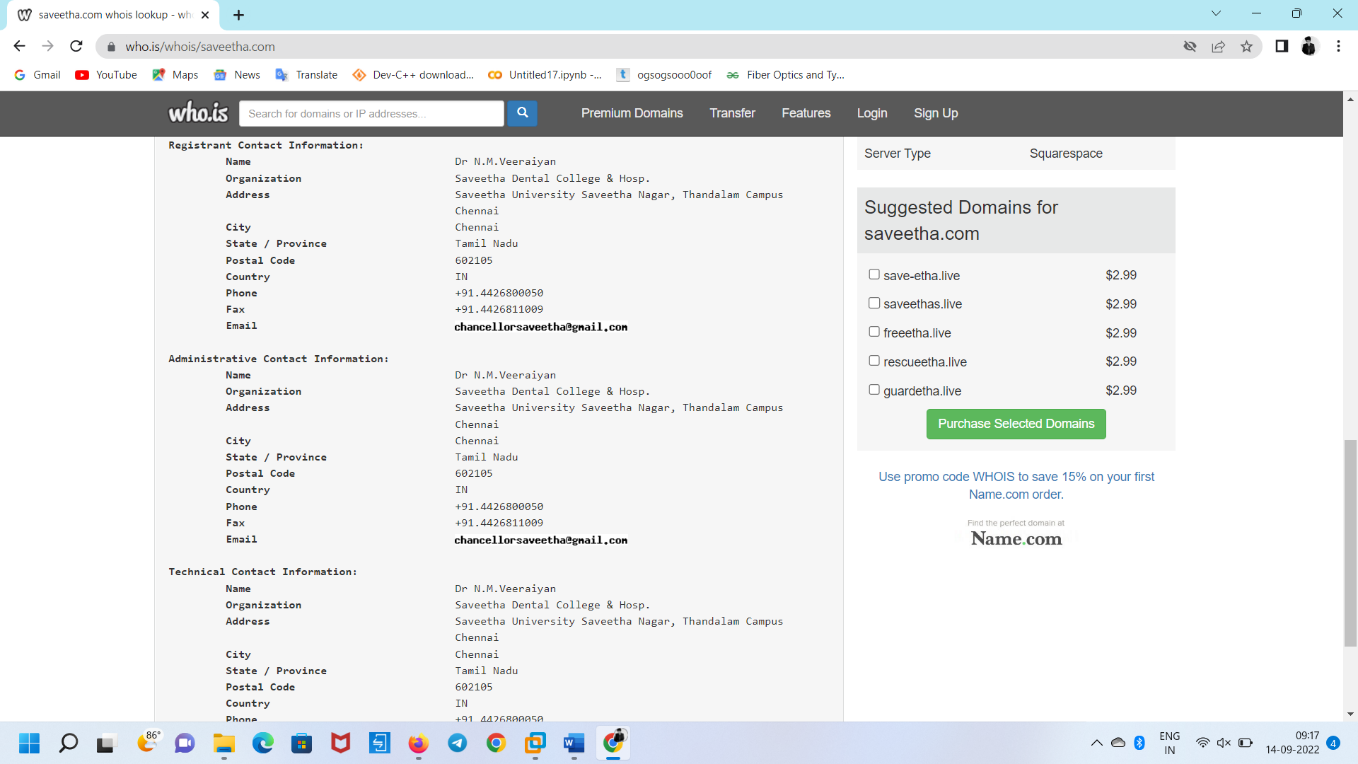 saveetha.com whois lookup - wh
who.is/whois/saveetha.com
Gmail YouTube Maps News Translate Dev-C++ download... Untitled17.ipynb -... ogsogsooo0oof Fiber Optics and Ty...
who.is Search for domains or IP addresses... Premium Domains Transfer Features Login Sign Up
Registrant Contact Information:
Name Dr N.M.Veeraiyan
Organization Saveetha Dental College & Hosp.
Address Saveetha University Saveetha Nagar, Thandalam Campus
Chennai
City Chennai
State / Province Tamil Nadu
Postal Code 602105
Country IN
Phone +91.4426800050
Fax +91.4426811009
Email chancellorsaveetha@gmail.com
Administrative Contact Information:
Name Dr N.M.Veeraiyan
Organization Saveetha Dental College & Hosp.
Address Saveetha University Saveetha Nagar, Thandalam Campus
Chennai
City Chennai
State / Province Tamil Nadu
Postal Code 602105
Country IN
Phone +91.4426800050
Fax +91.4426811009
Email chancellorsaveetha@gmail.com
Technical Contact Information:
Name Dr N.M.Veeraiyan
Organization Saveetha Dental College & Hosp.
Address Saveetha University Saveetha Nagar, Thandalam Campus
Chennai
City Chennai
State / Province Tamil Nadu
Postal Code 602105
Country IN
Phone +91.4426800050
Server Type Squarespace
Suggested Domains for
saveetha.com
save-etha.live $2.99
saveethas.live $2.99
freeetha.live $2.99
rescueetha.live $2.99
guardetha.live $2.99
Purchase Selected Domains
Use promo code WHOIS to save 15% on your first
Name.com order.
Find the perfect domain at
Name.com
86°
ENG
IN
09:17
14-09-2022
4